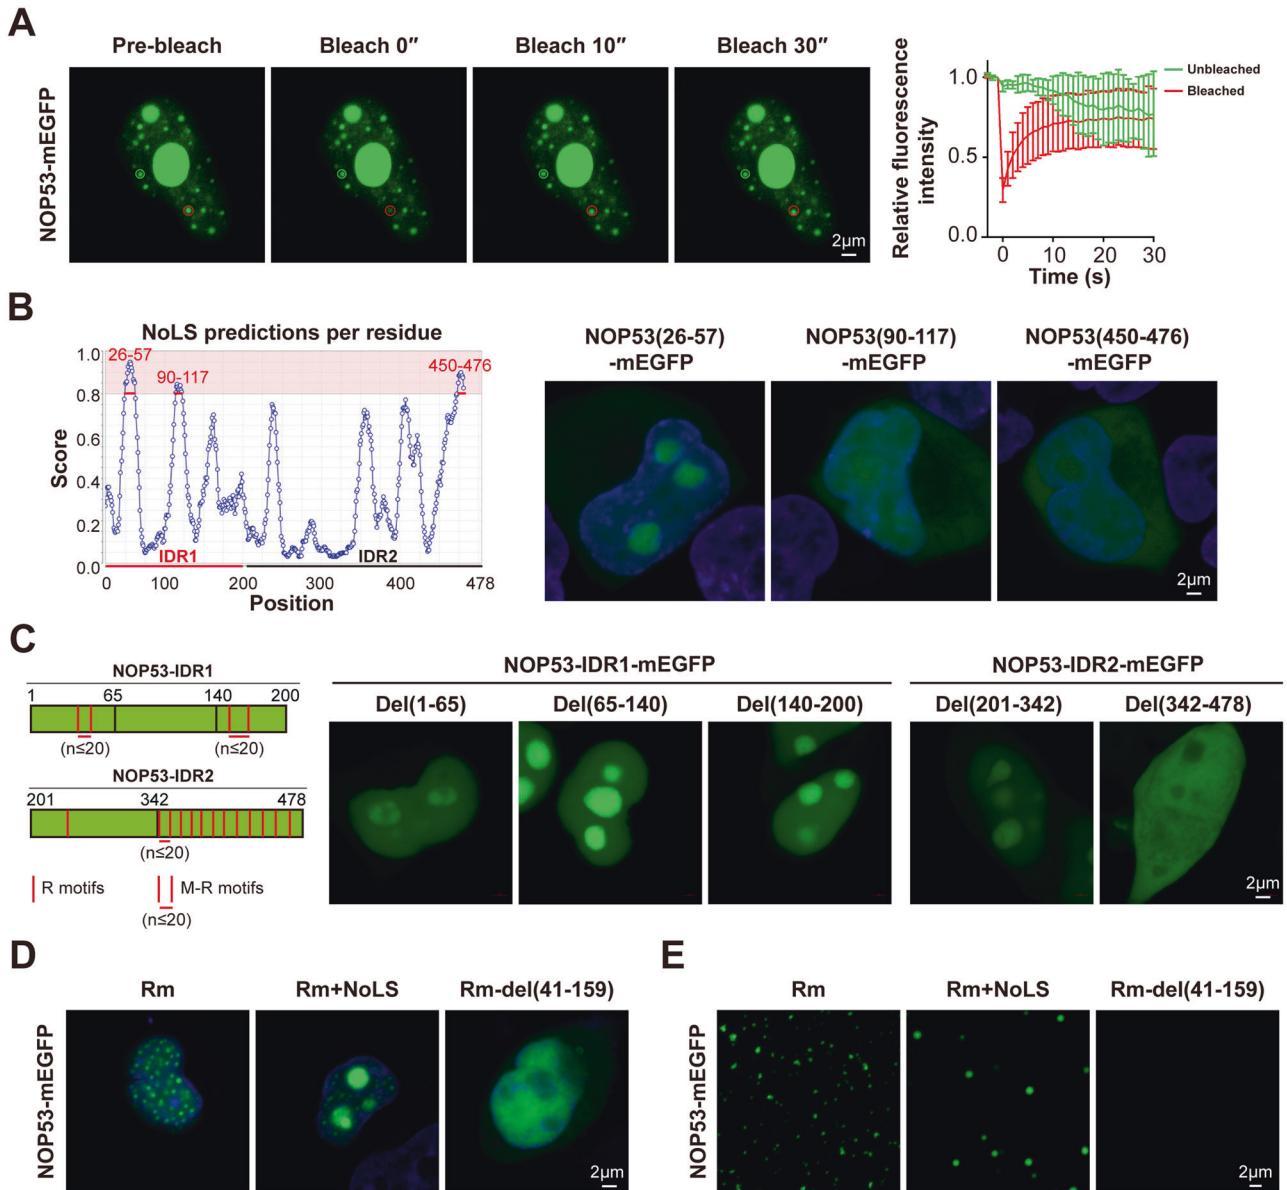 A
Pre-bleach
Bleach 0″
Bleach 10″
Bleach 30″
NOP53-mEGFP
2μm
Relative fluorescence
intensity
1.0
0.5
0.0
0 10 20 30
Time (s)
Unbleached
Bleached
B
NoLS predictions per residue
Score
1.0
0.8
0.6
0.4
0.2
0.0
26-57
90-117
450-476
IDR1
IDR2
0 100 200 300 400 478
Position
NOP53(26-57)
-mEGFP
NOP53(90-117)
-mEGFP
NOP53(450-476)
-mEGFP
2μm
C
NOP53-IDR1
1 65 140 200
(n≤20) (n≤20)
NOP53-IDR2
201 342 478
(n≤20)
R motifs
M-R motifs
(n≤20)
NOP53-IDR1-mEGFP
Del(1-65)
Del(65-140)
Del(140-200)
NOP53-IDR2-mEGFP
Del(201-342)
Del(342-478)
2μm
D
Rm
Rm+NoLS
Rm-del(41-159)
NOP53-mEGFP
2μm
E
Rm
Rm+NoLS
Rm-del(41-159)
NOP53-mEGFP
2μm